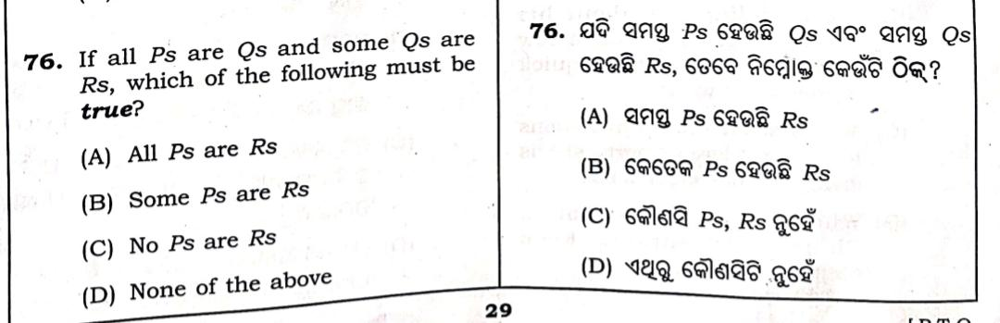 76. If all Ps are Qs and some Qs are
Rs, which of the following must be
true?
(A) All Ps are Rs
(B) Some Ps are Rs
(C) No Ps are Rs
(D) None of the above
76. ଯଦି ସମସ୍ତ Ps ହେଉଛି Qs ଏବଂ ସମସ୍ତ Qs
ହେଉଛି Rs, ତେବେ ନିମ୍ନୋକ୍ତ କେଉଁଟି ଠିକ୍ ?
(A) ସମସ୍ତ Ps ହେଉଛି Rs
(B) କେତେକ Ps ହେଉଛି Rs
(C) କୌଣସି Ps, Rs ନୁହେଁ
(D) ଏଥିରୁ କୌଣସିଟି ନୁହେଁ
29